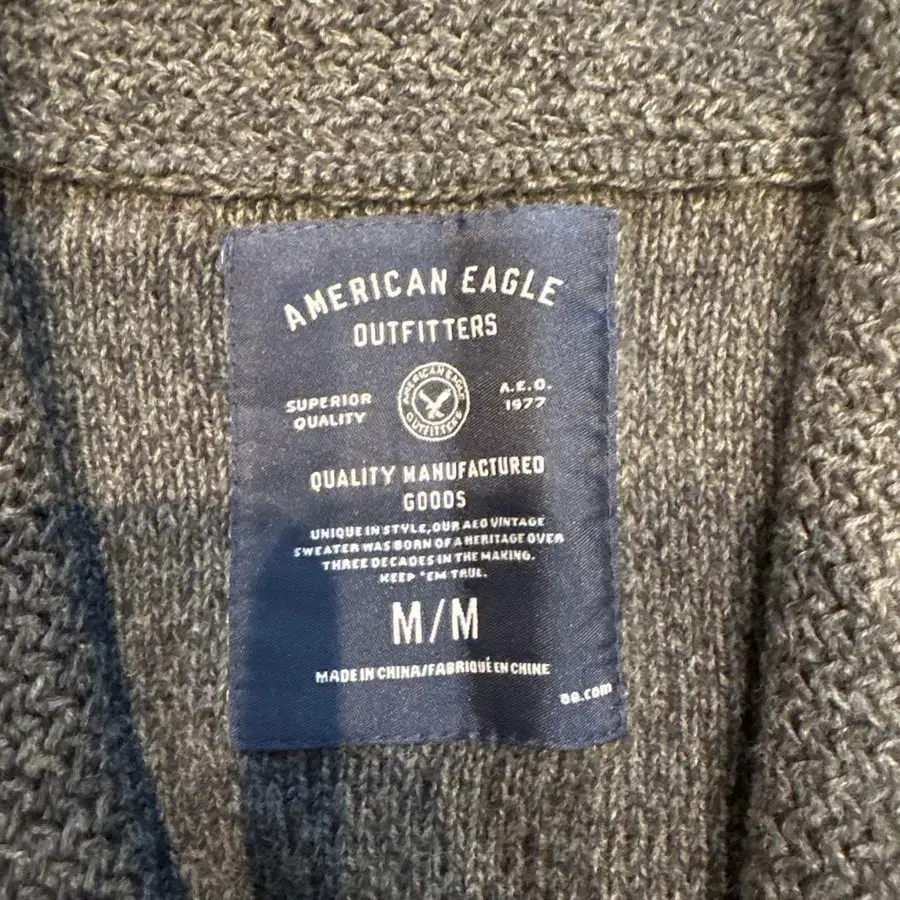 AMERICAN EAGLE
OUTFITTERS
SUPERIOR
QUALITY
AMERICAN EAGLE
OUTFITTERS
A.E.O.
1977
QUALITY MANUFACTURED
GOODS
UNIQUE IN STYLE, OUR AEO VINTAGE
SWEATER WAS BORN OF A HERITAGE OVER
THREE DECADES IN THE MAKING.
KEEP 'EM TRUE.
M/M
MADE IN CHINA/FABRIQUÉ EN CHINE
ae.com